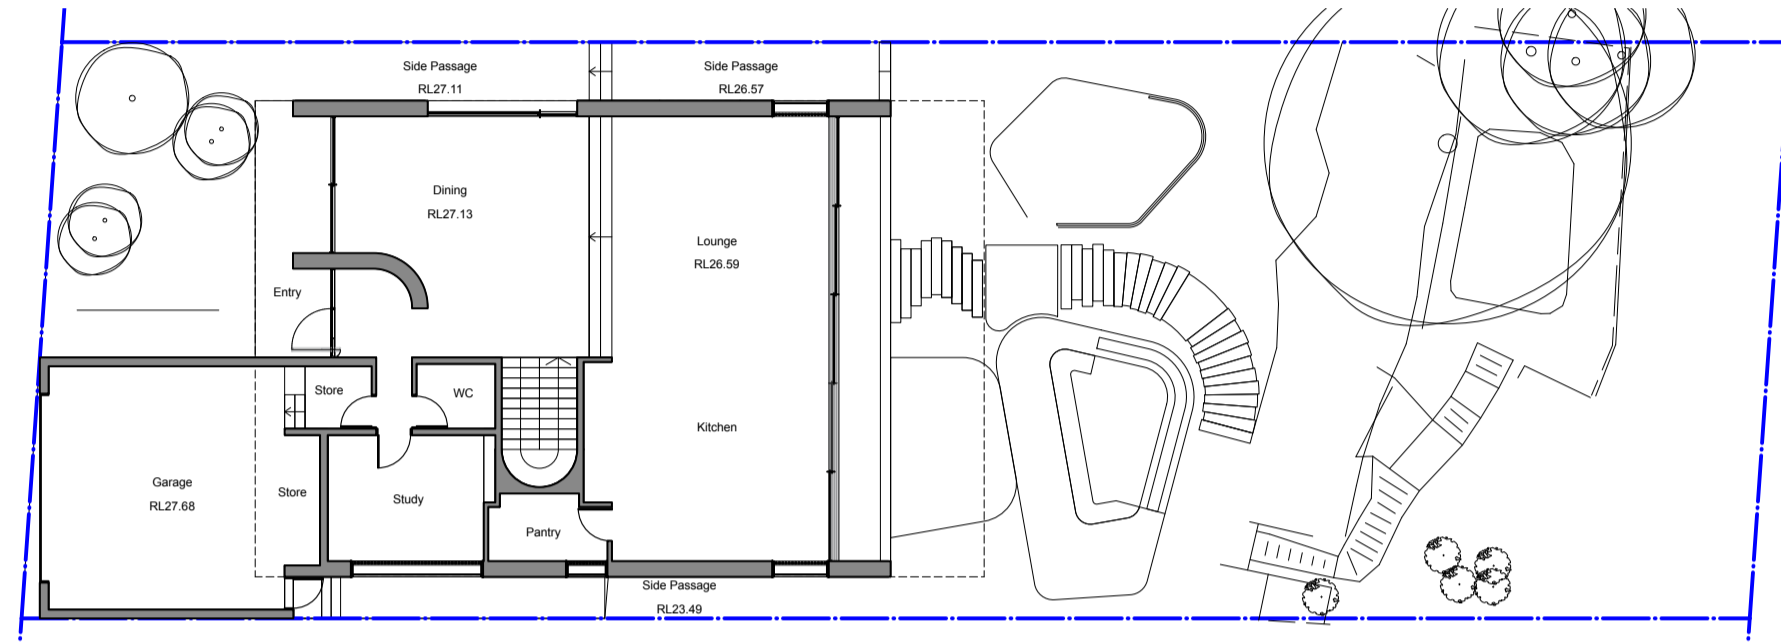 Side Passage
RL27.11
Side Passage
RL26.57
Dining
RL27.13
Lounge
RL26.59
Entry
Store
WC
Kitchen
Garage
RL27.68
Store
Study
Pantry
Side Passage
RL23.49